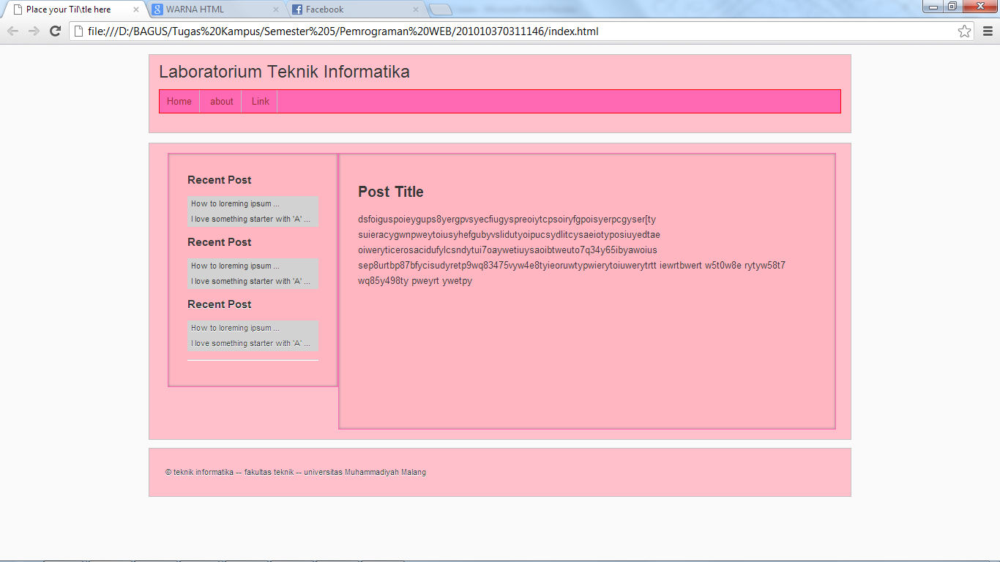 Place your Til\tle here
WARNA HTML
Facebook
file:///D:/BAGUS/Tugas%20Kampus/Semester%205/Pemrograman%20WEB/201010370311146/index.html
Laboratorium Teknik Informatika
Home about Link
Recent Post
How to loreming ipsum ...
I love something starter with 'A' ...
Recent Post
How to loreming ipsum ...
I love something starter with 'A' ...
Recent Post
How to loreming ipsum ...
I love something starter with 'A' ...
Post Title
dsfoiguspoieygups8yergpvsyecfiugyspreoiytcpsoiryfgpoisyerpcgyser[ty
suieracygwnpweytoiusyhefgubyvslidutyoipucsydlitcysaeiotyposiuyedtae
oiweryticerosacidufylcsndytui7oaywetiuysaoibtweuto7q34y65ibyawoius
sep8urtbp87bfycisudyretp9wq83475vyw4e8tyieoruwtypwierytoiuwerytrtt iewrtbwert w5t0w8e rytyw58t7
wq85y498ty pweyrt ywetpy
© teknik informatika -- fakultas teknik -- universitas Muhammadiyah Malang